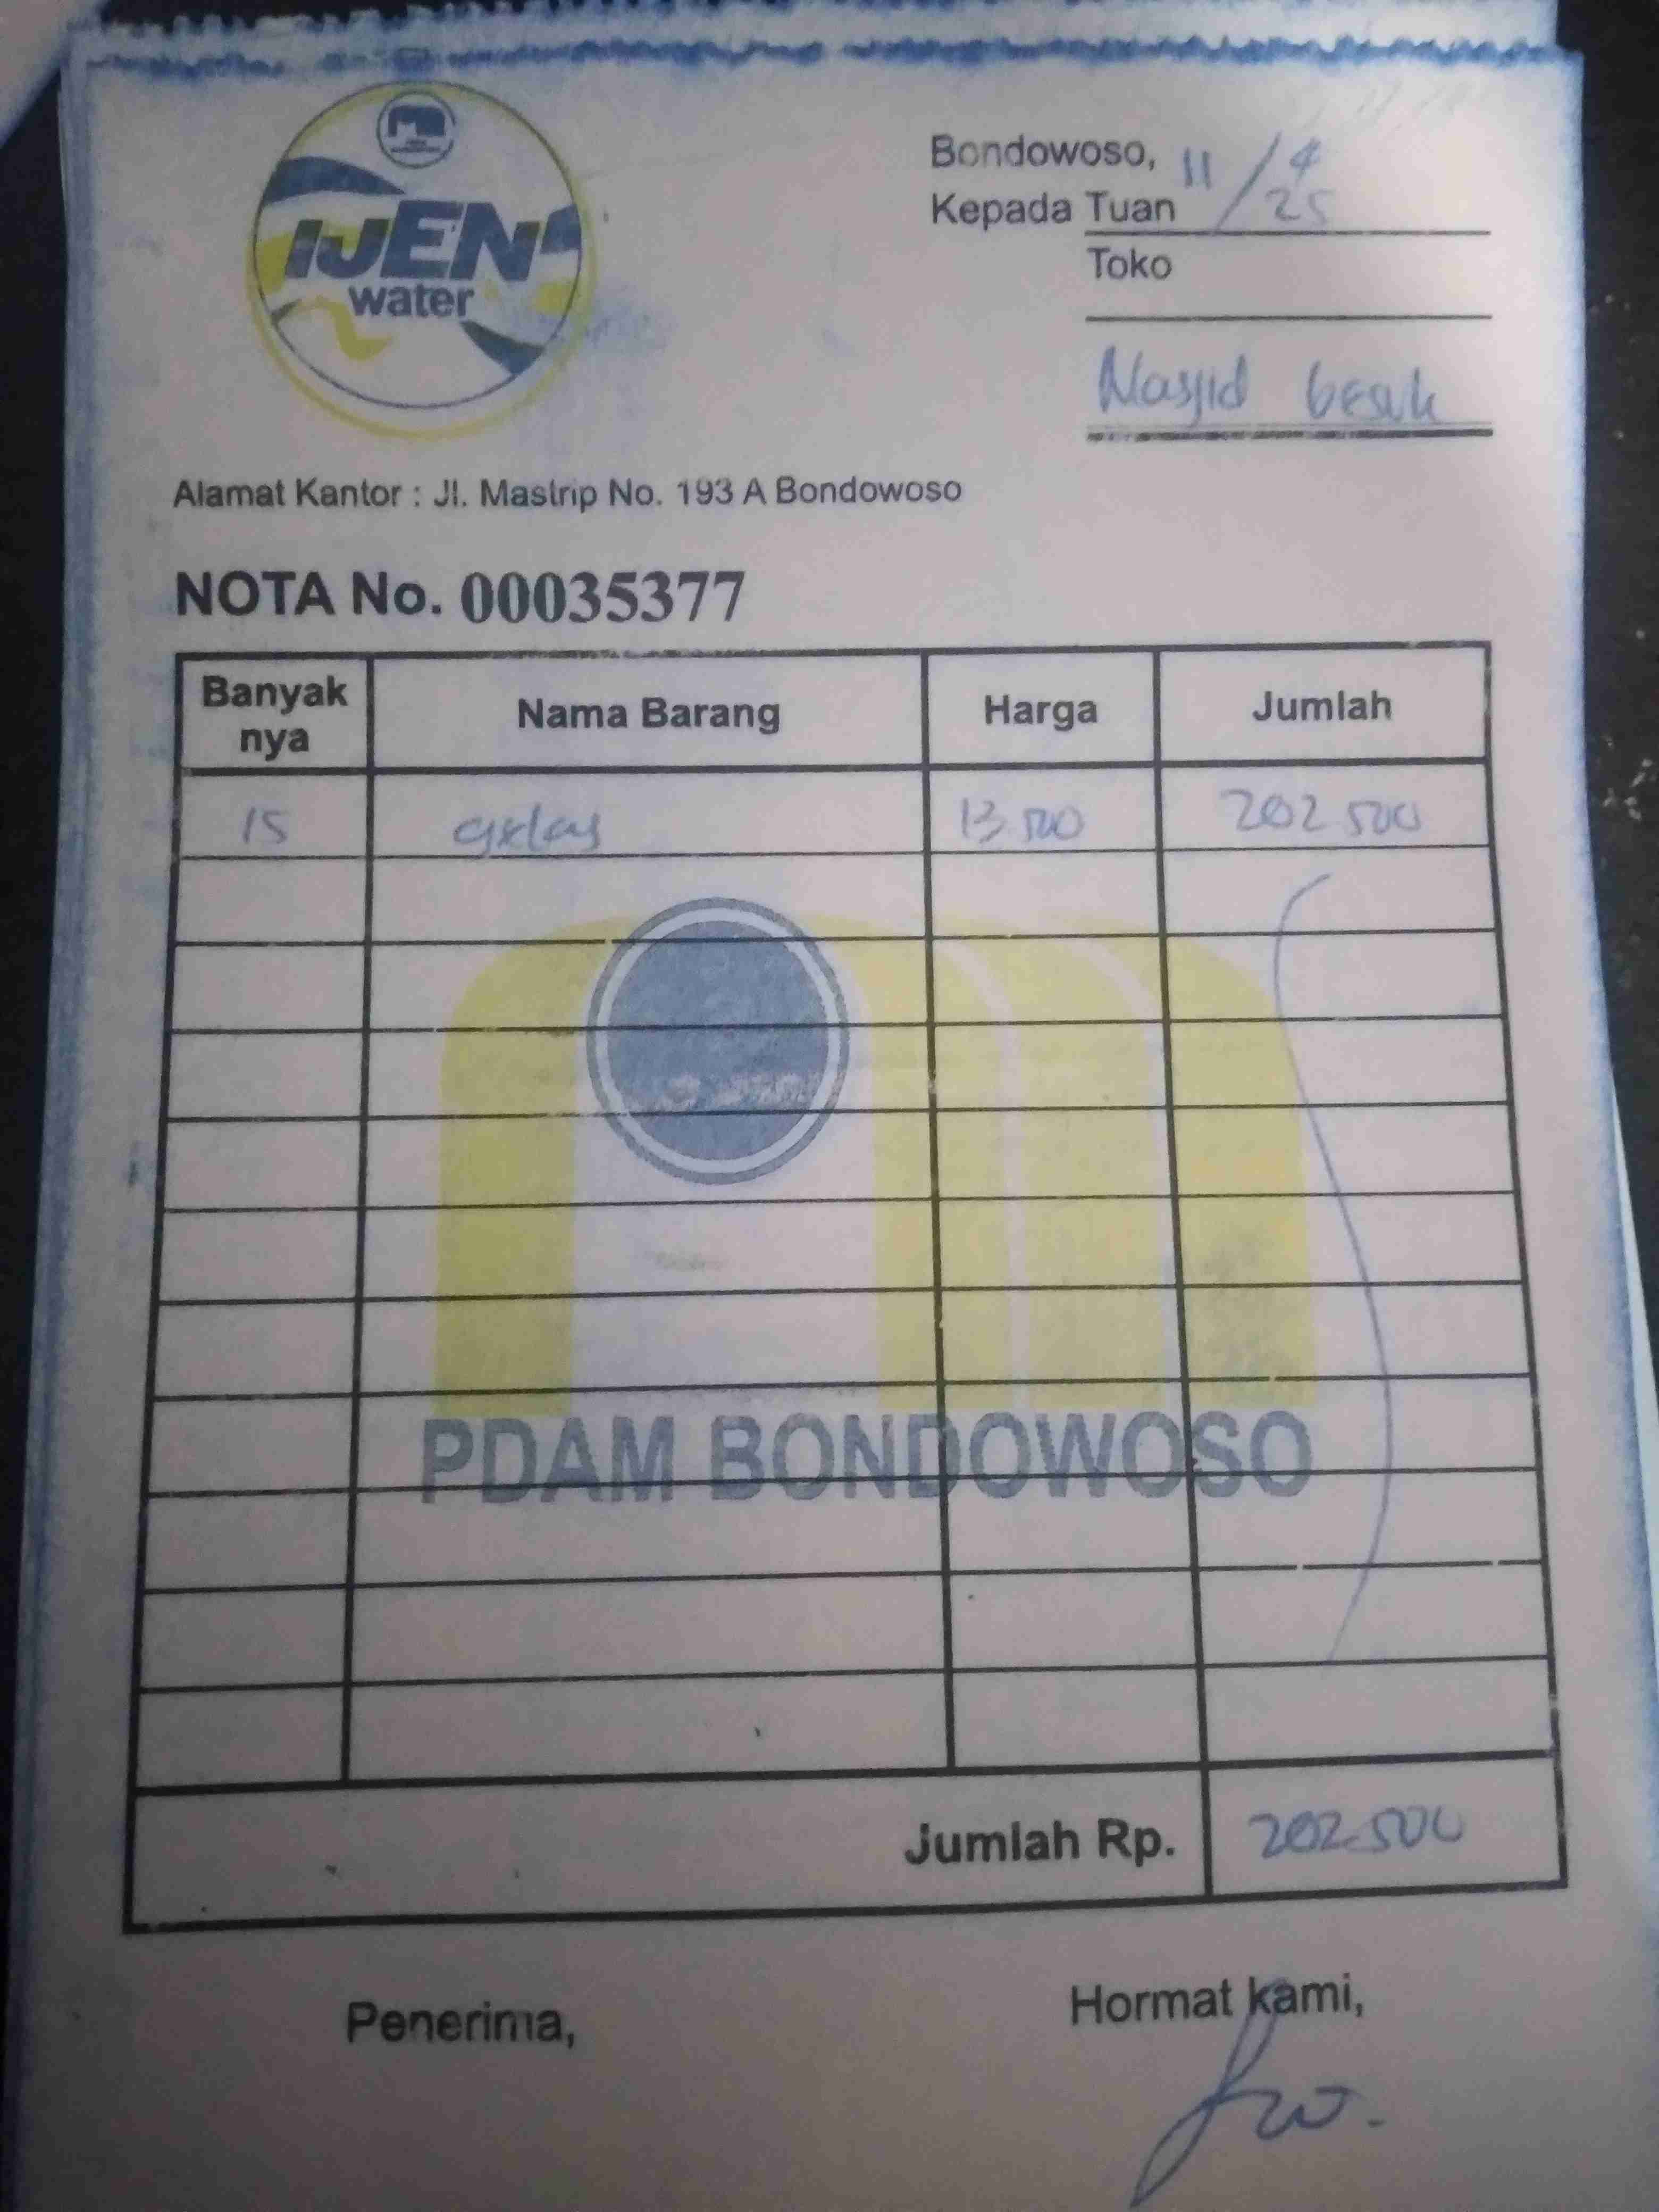 IJEN
water
Bondowoso, 11/4
Kepada Tuan 25
Toko
Masjid besuk
Alamat Kantor : Jl. Mastrip No. 193 A Bondowoso
NOTA No. 00035377
Banyak nya Nama Barang Harga Jumlah
15 gelas 13 500 202 500
PDAM BONDOWOSO
Jumlah Rp. 202.500
Penerima, Hormat kami,